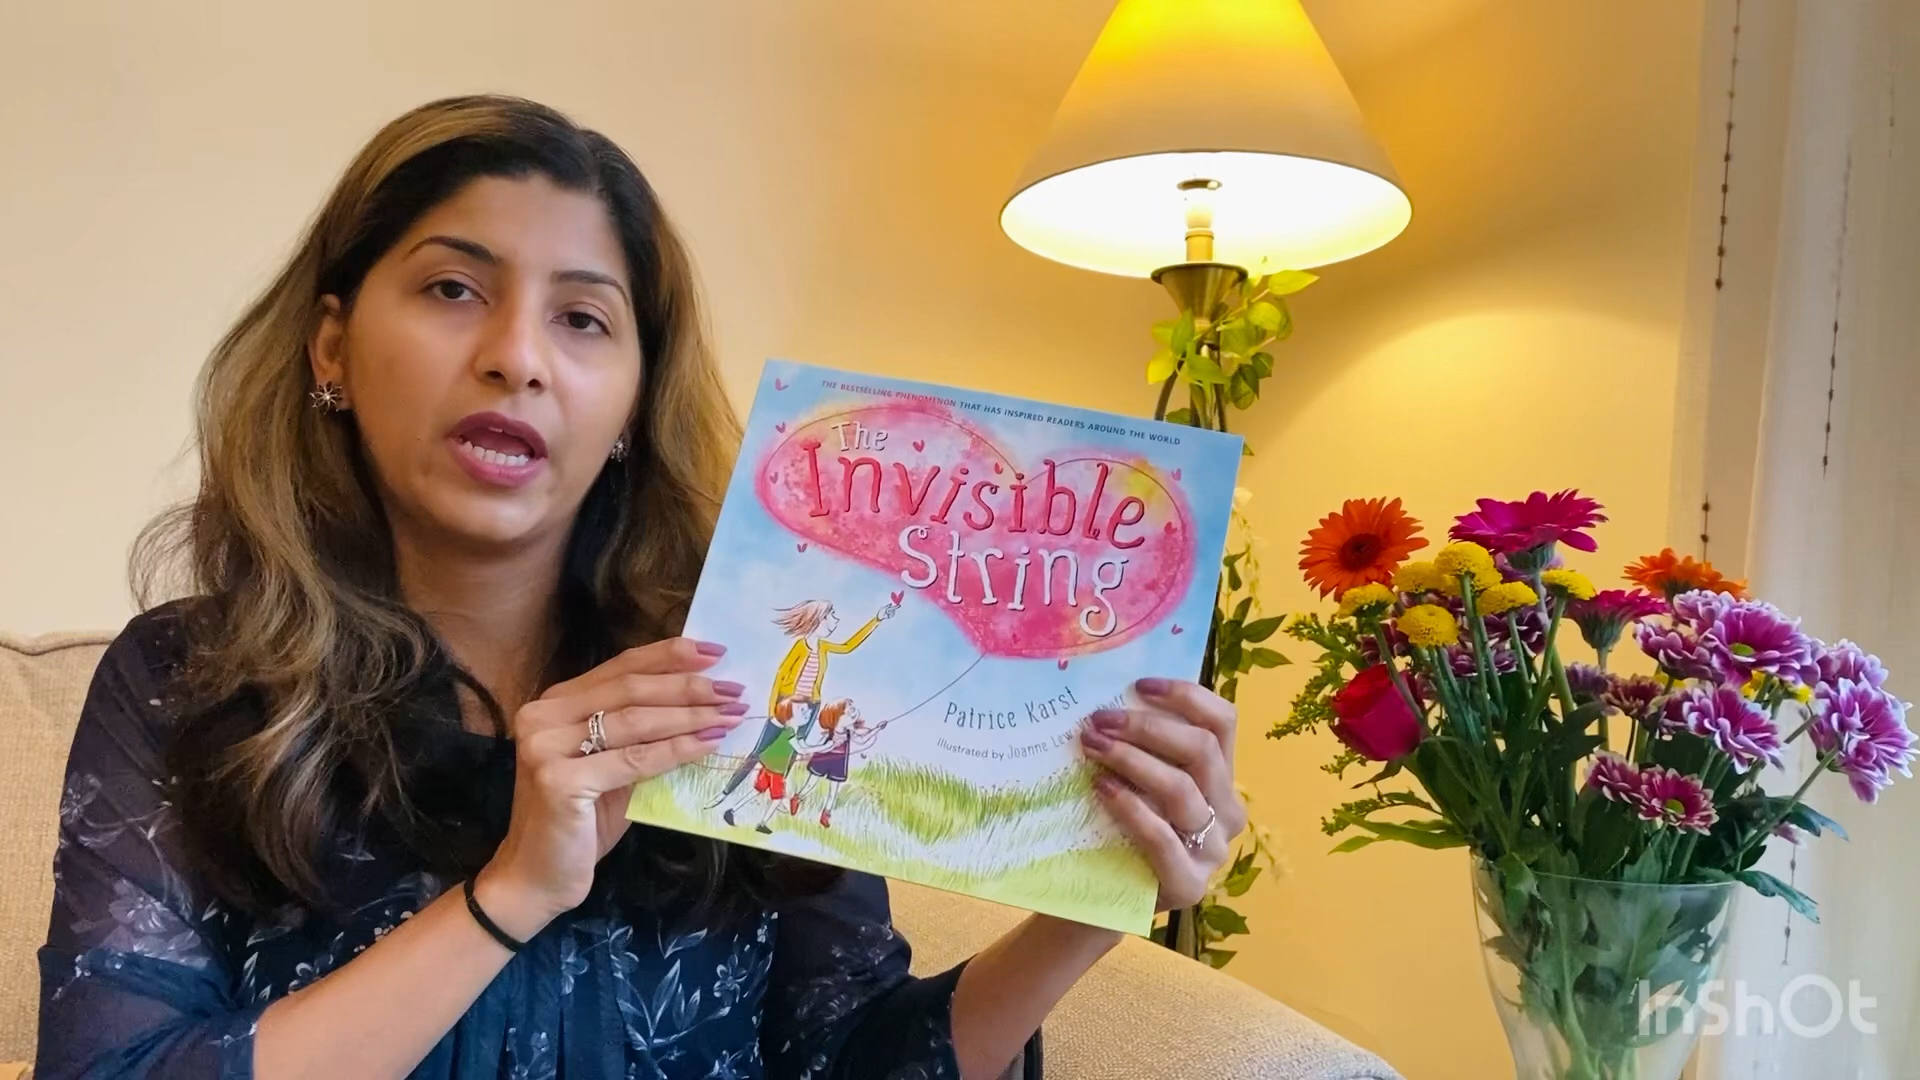 THE BESTSELLING PHENOMENON THAT HAS INSPIRED READERS AROUND THE WORLD
The
Invisible
String
Patrice Karst
Illustrated by Joanne
InShOt